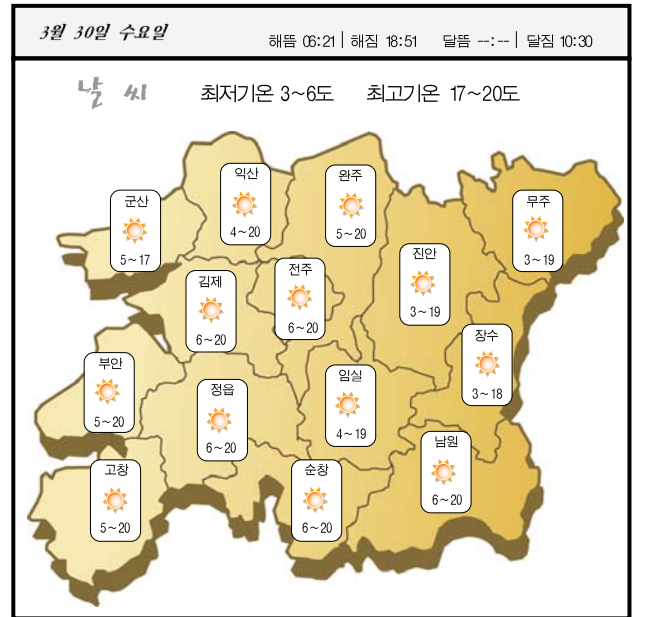 3월 30일 수요일
해뜸 06:21 | 해짐 18:51 달뜸 --:-- | 달짐 10:30
날씨 최저기온 3~6도 최고기온 17~20도
익산
4~20
완주
5~20
군산
5~17
무주
3~19
진안
3~19
김제
6~20
전주
6~20
장수
3~18
부안
5~20
정읍
6~20
임실
4~19
남원
6~20
고창
5~20
순창
6~20